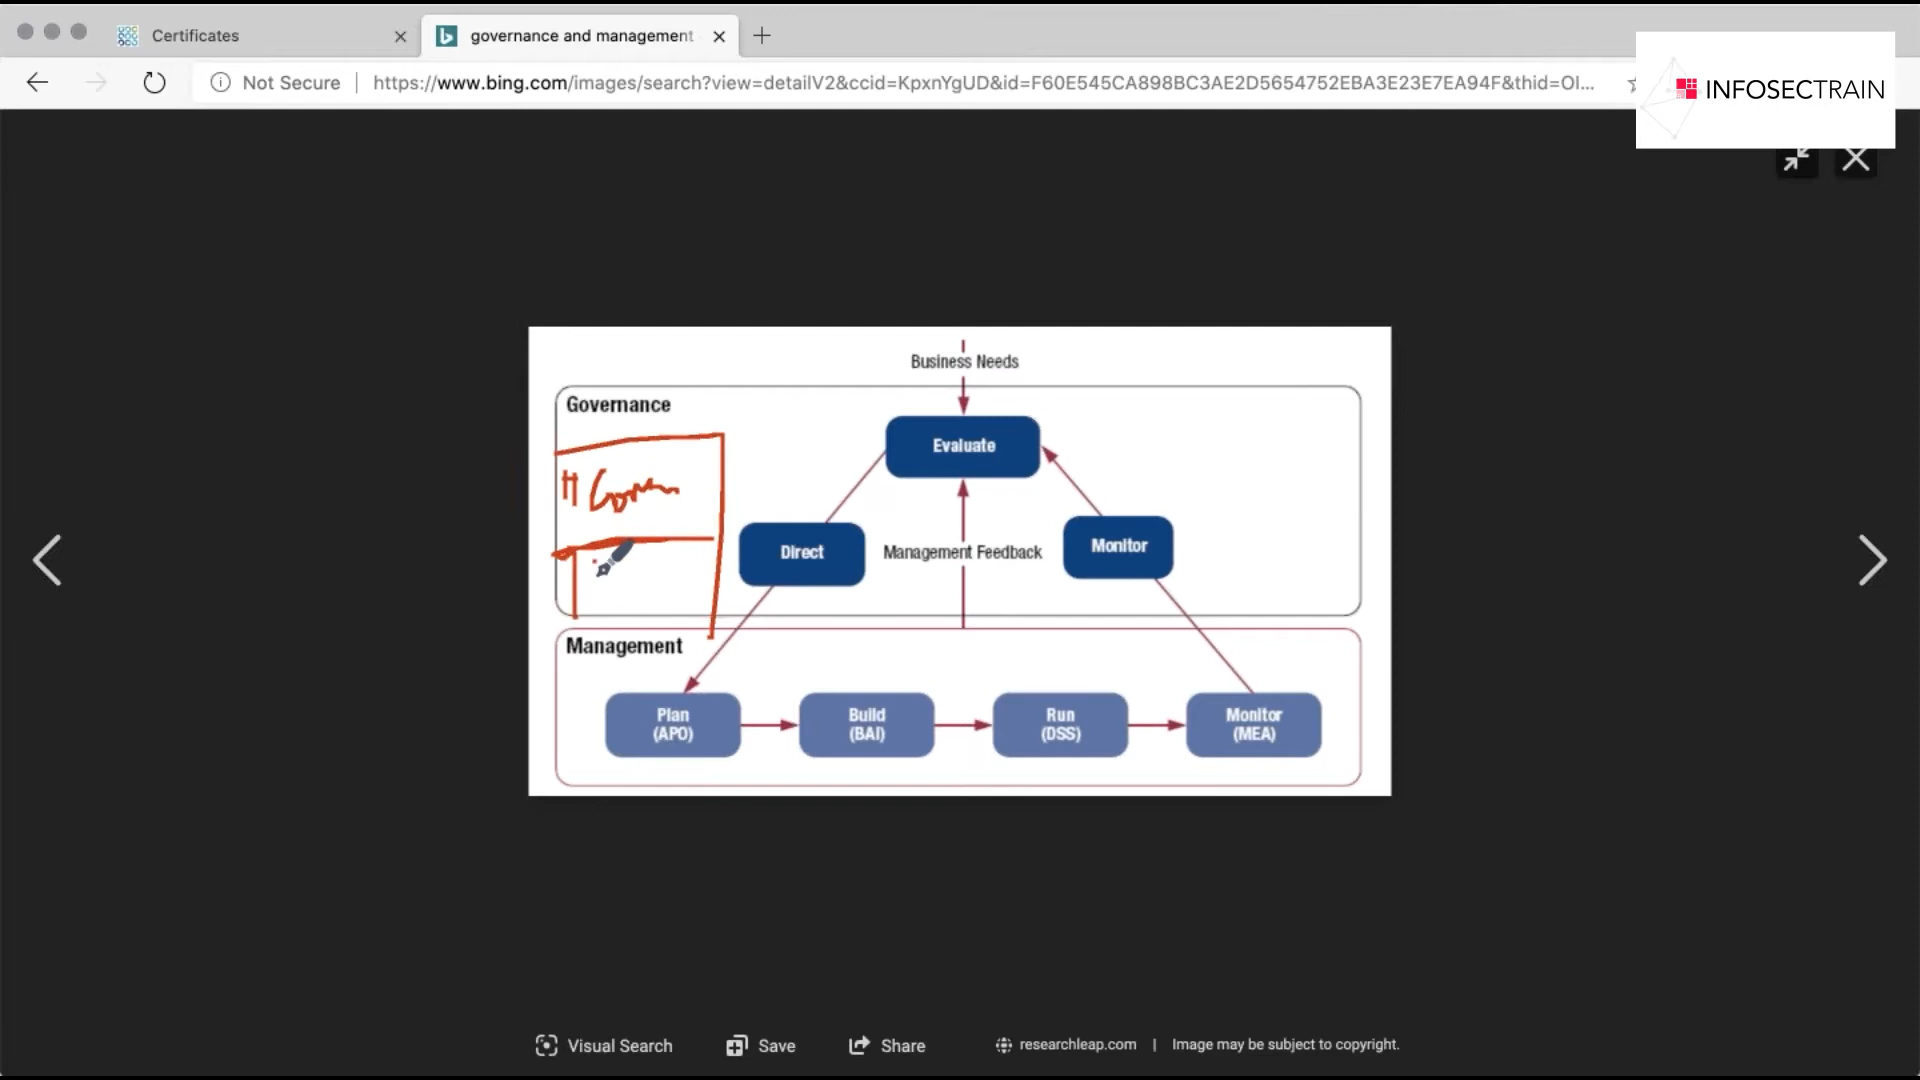 Certificates
governance and management
Not Secure
https://www.bing.com/images/search?view=detailV2&ccid=KpxnYgUD&id=F60E545CA898BC3AE2D5654752EBA3E23E7EA94F&thid=OI...
INFOSECTRAIN
Business Needs
Governance
Evaluate
Direct
Management Feedback
Monitor
Management
Plan
(APO)
Build
(BAI)
Run
(DSS)
Monitor
(MEA)
Visual Search
Save
Share
researchleap.com | Image may be subject to copyright.